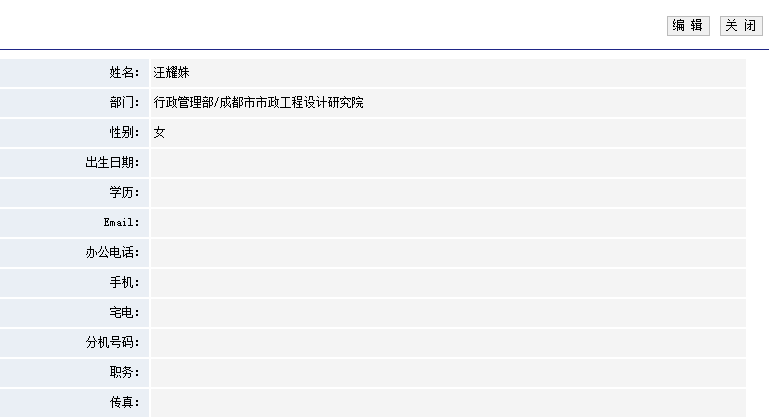 编 辑 关 闭
姓名： 汪耀姝
部门： 行政管理部/成都市市政工程设计研究院
性别： 女
出生日期：
学历：
Email：
办公电话：
手机：
宅电：
分机号码：
职务：
传真：